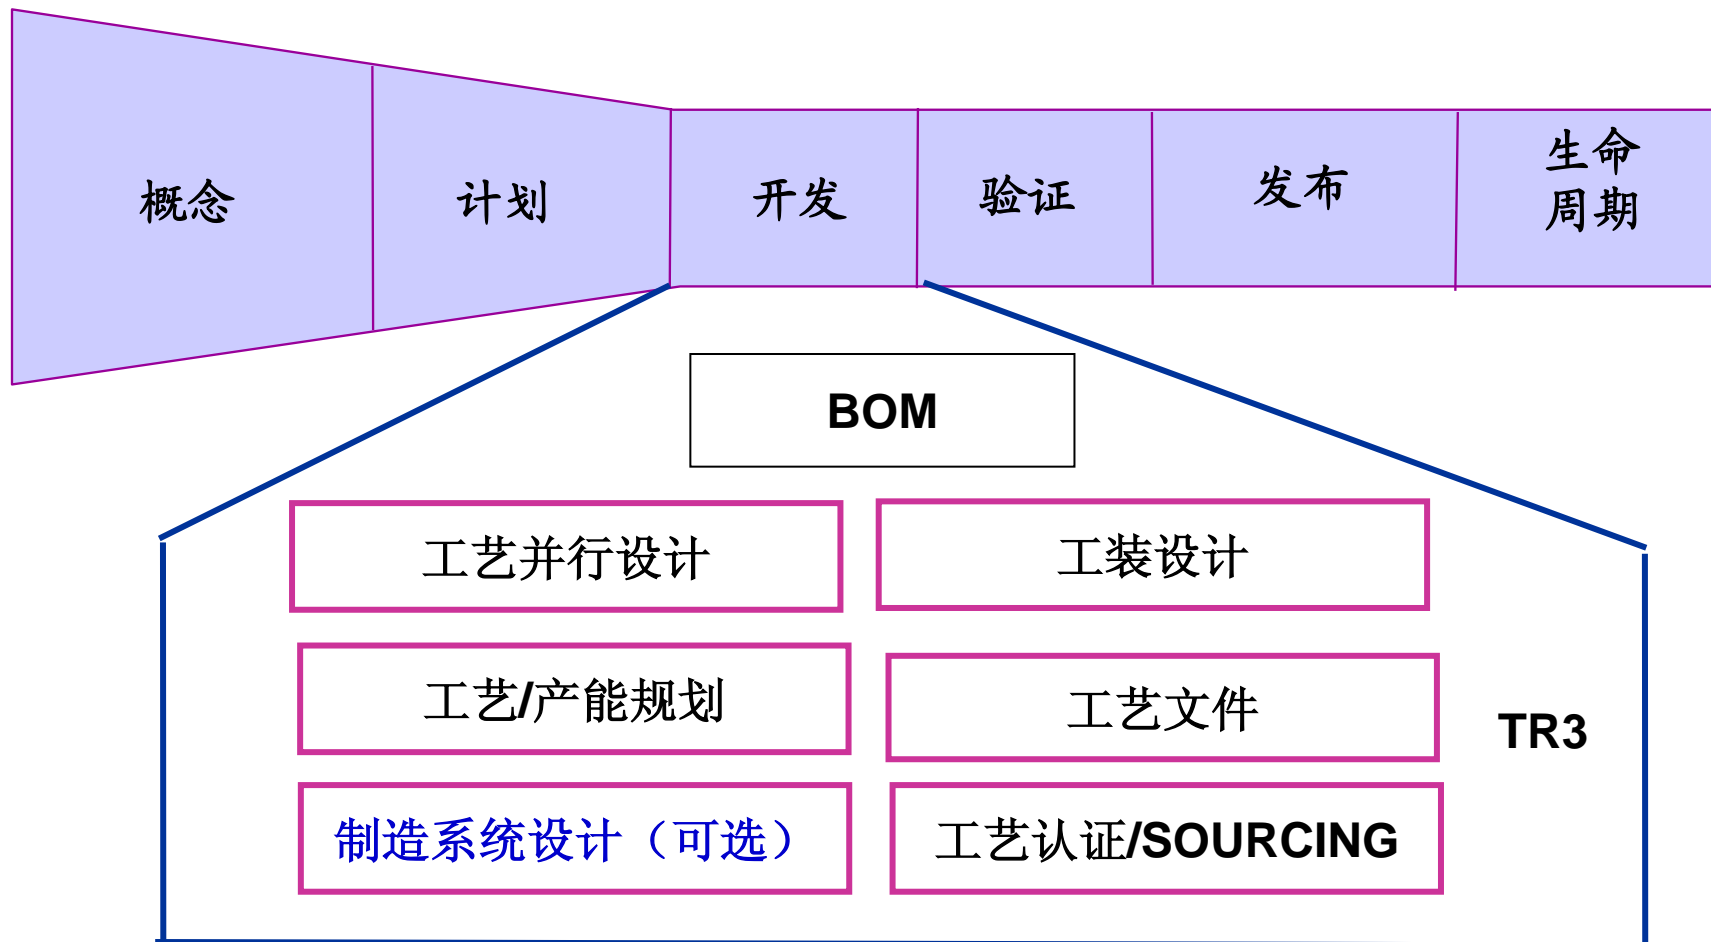 概念
计划
开发
验证
发布
生命
周期
BOM
工艺并行设计
工装设计
工艺/产能规划
工艺文件
TR3
制造系统设计（可选）
工艺认证/SOURCING